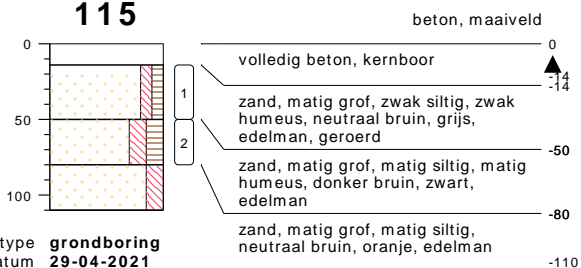 115
beton, maaiveld
0
0
volledig beton, kernboor
-14
-14
1
zand, matig grof, zwak siltig, zwak
humeus, neutraal bruin, grijs,
edelman, geroerd
50
-50
2
zand, matig grof, matig siltig, matig
humeus, donker bruin, zwart,
edelman
100
-80
zand, matig grof, matig siltig,
neutraal bruin, oranje, edelman
type grondboring
atum 29-04-2021
-110